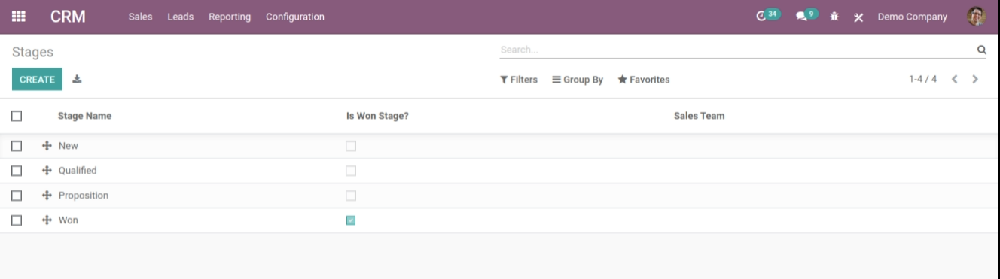 CRM Sales Leads Reporting Configuration 34 9 Demo Company
Stages Search...
CREATE Filters Group By Favorites 1-4 / 4
Stage Name Is Won Stage? Sales Team
New
Qualified
Proposition
Won